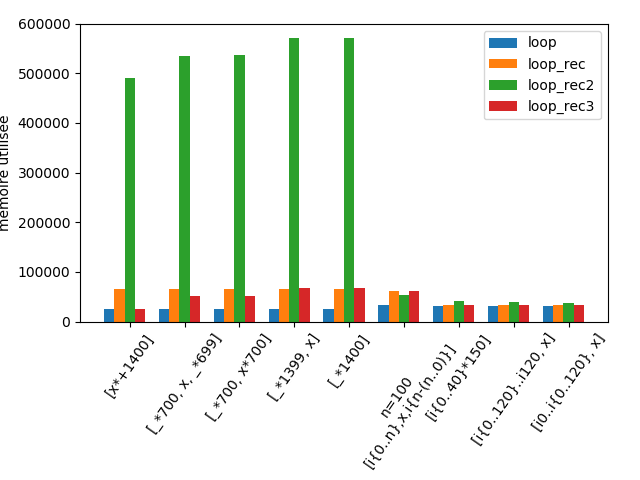 600000
500000
400000
300000
200000
100000
0
mémoire utilisée
loop
loop_rec
loop_rec2
loop_rec3
[x*+1400]
[_*700, x, _*699]
[_*700, x*700]
[_*1399, x]
[_*1400]
n=100
[i{0..n},x,i{n-(n..0)}]
[i{0..40}*150]
[i{0..120}..i120, x]
[i0..i{0..120}, x]